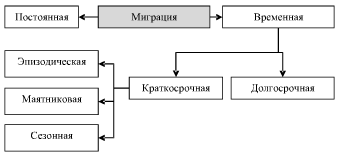 Постоянная
Миграция
Временная
Эпизодическая
Маятниковая
Краткосрочная
Долгосрочная
Сезонная